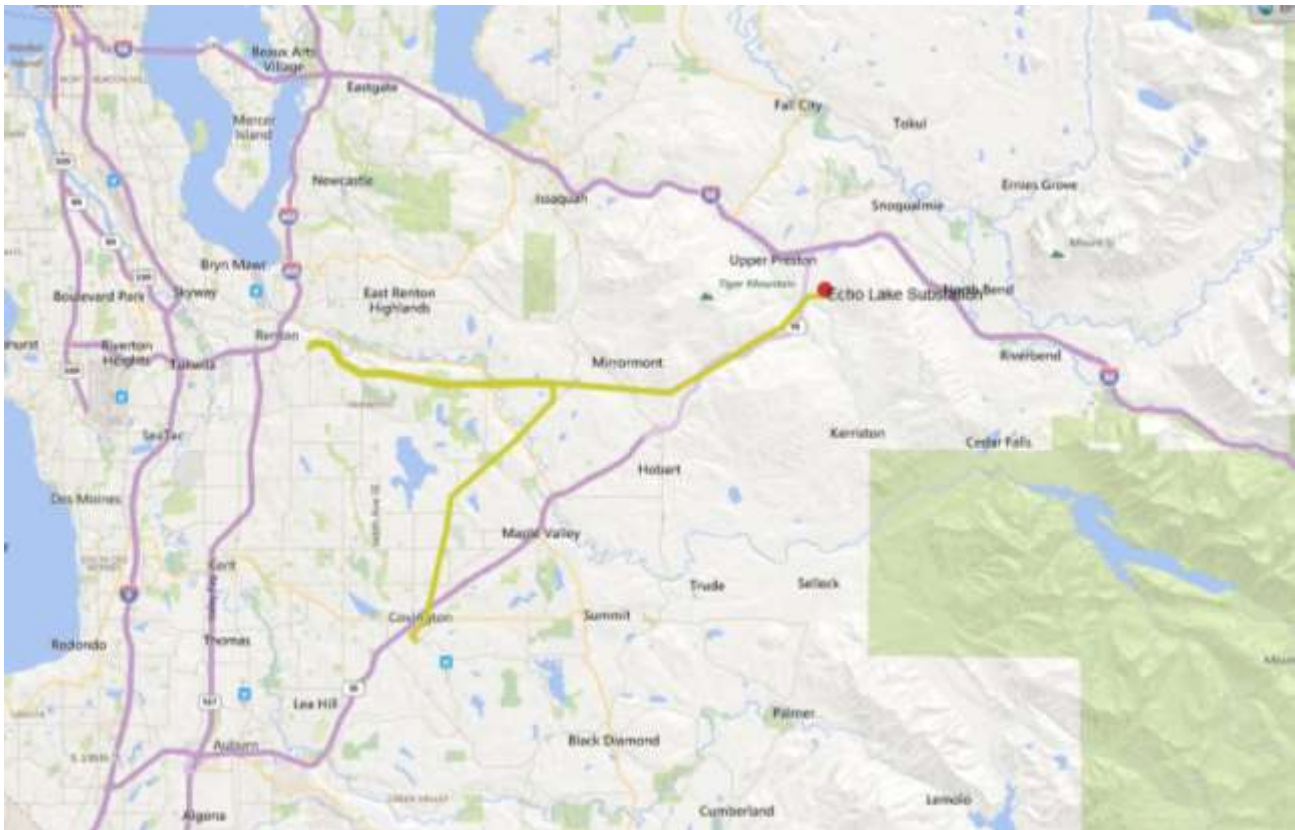 Beaux Arts
Village
Eastgate
Mercer
Island
Fall City
Tokul
Newcastle
Issaquah
Ernies Grove
Snoqualmie
Mount Si
Bryn Mawr
Upper Preston
Tiger Mountain
Skyway
Boulevard Park
East Renton
Highlands
Echo Lake Substation
North Bend
Renton
Riverton
Heights
Tukwila
Mirrormont
Riverbend
SeaTac
Kerriston
Cedar Falls
Hobart
Des Moines
Maple Valley
Kent
Trude
Selleck
Covington
Summit
Redondo
Thomas
Lea Hill
Palmer
Auburn
Black Diamond
Algona
Cumberland
Lemolo